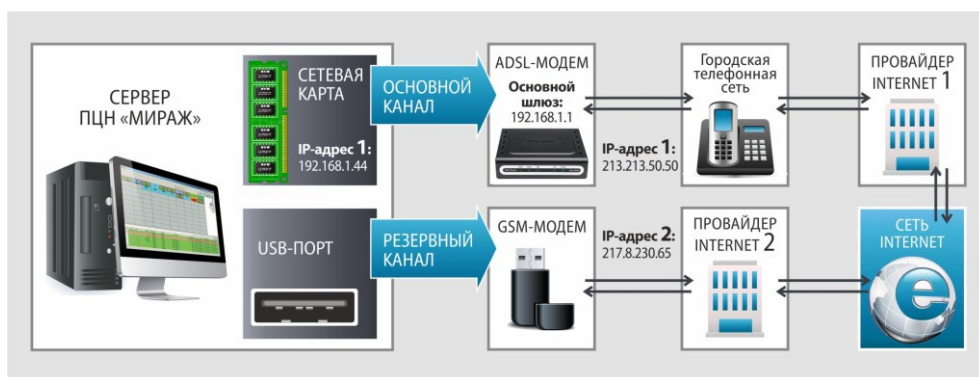 СЕРВЕР
ПЦН «МИРАЖ»
СЕТЕВАЯ
КАРТА
IP-адрес 1:
192.168.1.44
ОСНОВНОЙ
КАНАЛ
ADSL-МОДЕМ
Основной
шлюз:
192.168.1.1
IP-адрес 1:
213.213.50.50
Городская
телефонная
сеть
ПРОВАЙДЕР
INTERNET 1
USB-ПОРТ
РЕЗЕРВНЫЙ
КАНАЛ
GSM-МОДЕМ
IP-адрес 2:
217.8.230.65
ПРОВАЙДЕР
INTERNET 2
СЕТЬ
INTERNET